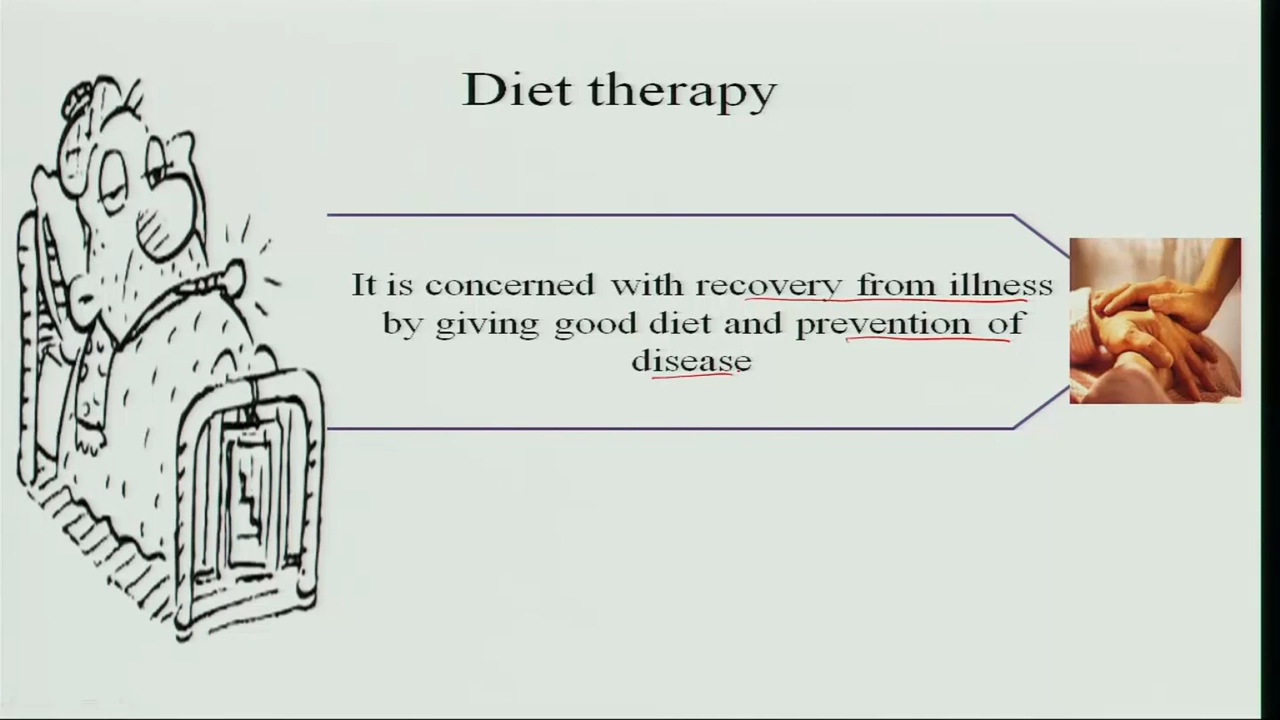 Diet therapy
It is concerned with recovery from illness
by giving good diet and prevention of
disease